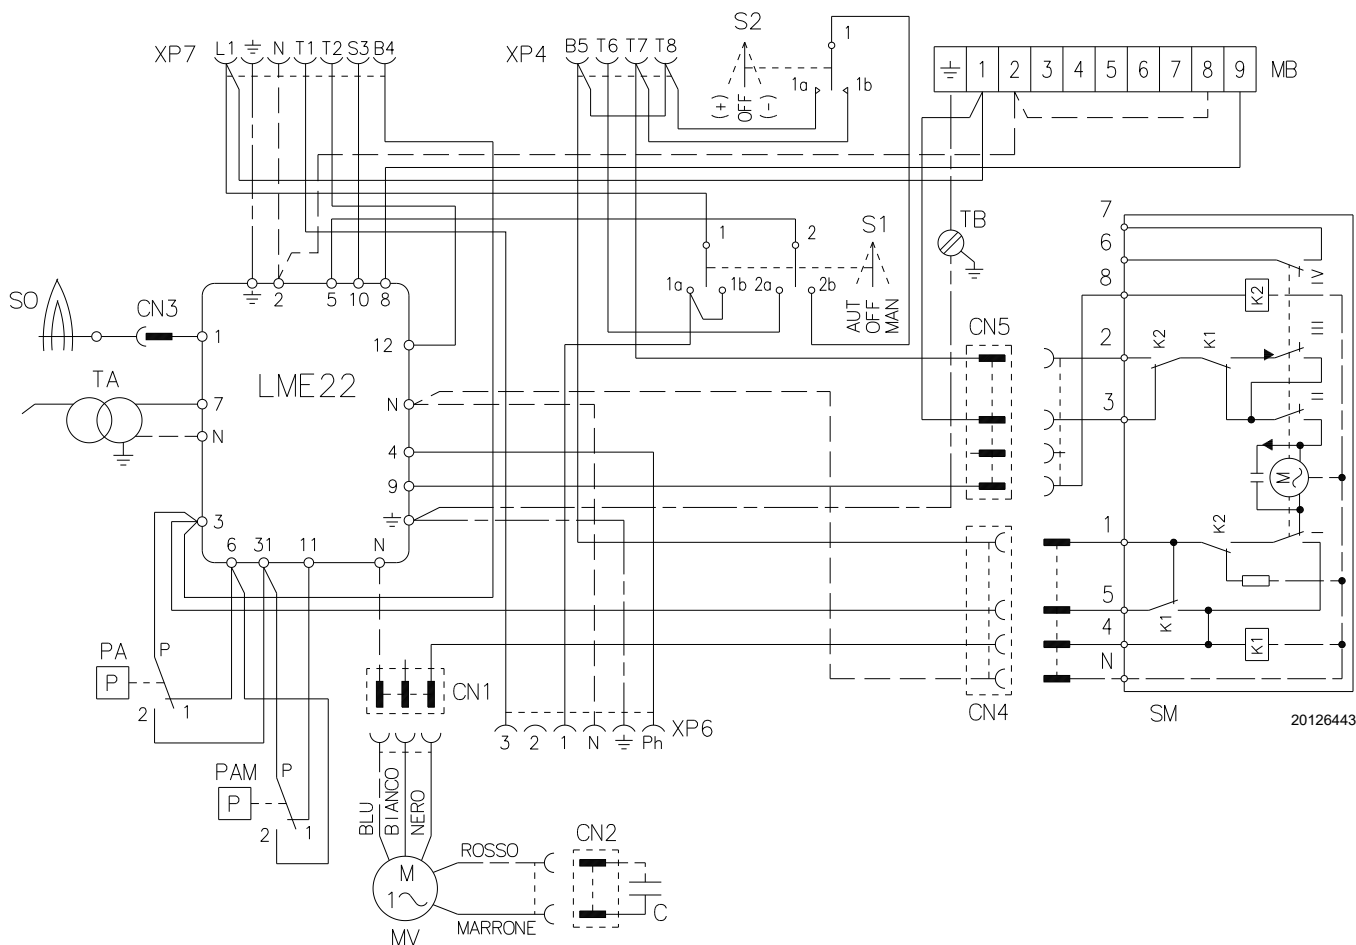 XP7 L1 N T1 T2 S3 B4
XP4 B5 T6 T7 T8
S2
1
1a 1b
(+) OFF (-)
1 2 3 4 5 6 7 8 9 MB
TB
S1
1 2
1a 1b 2a 2b
AUT OFF MAN
SO
CN3
TA
LME22
2 5 10 8
1
7
N
3
12
N
4
9
6 31 11 N
CN5
CN4
7
6
8
2
3
1
5
4
N
K2
IV
III
II
I
K2 K1
M
K2
K1
K1
SM
20126443
PA
P
P
2 1
PAM
P
P
2 1
CN1
3 2 1 N Ph
XP6
BLU
BIANCO
NERO
M
1
MV
ROSSO
MARRONE
CN2
C